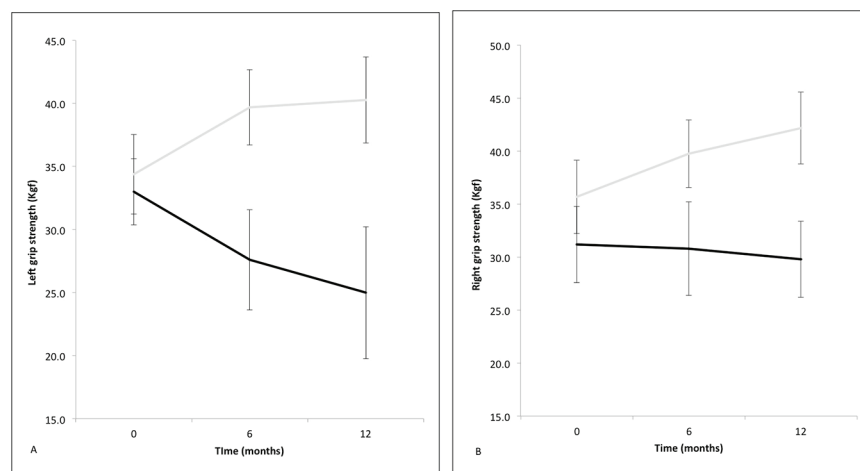 45.0
40.0
35.0
30.0
25.0
20.0
15.0
Left grip strength (Kgf)
0 6 12
TIme (months)
A
50.0
45.0
40.0
35.0
30.0
25.0
20.0
15.0
Right grip strength (Kgf)
0 6 12
Time (months)
B